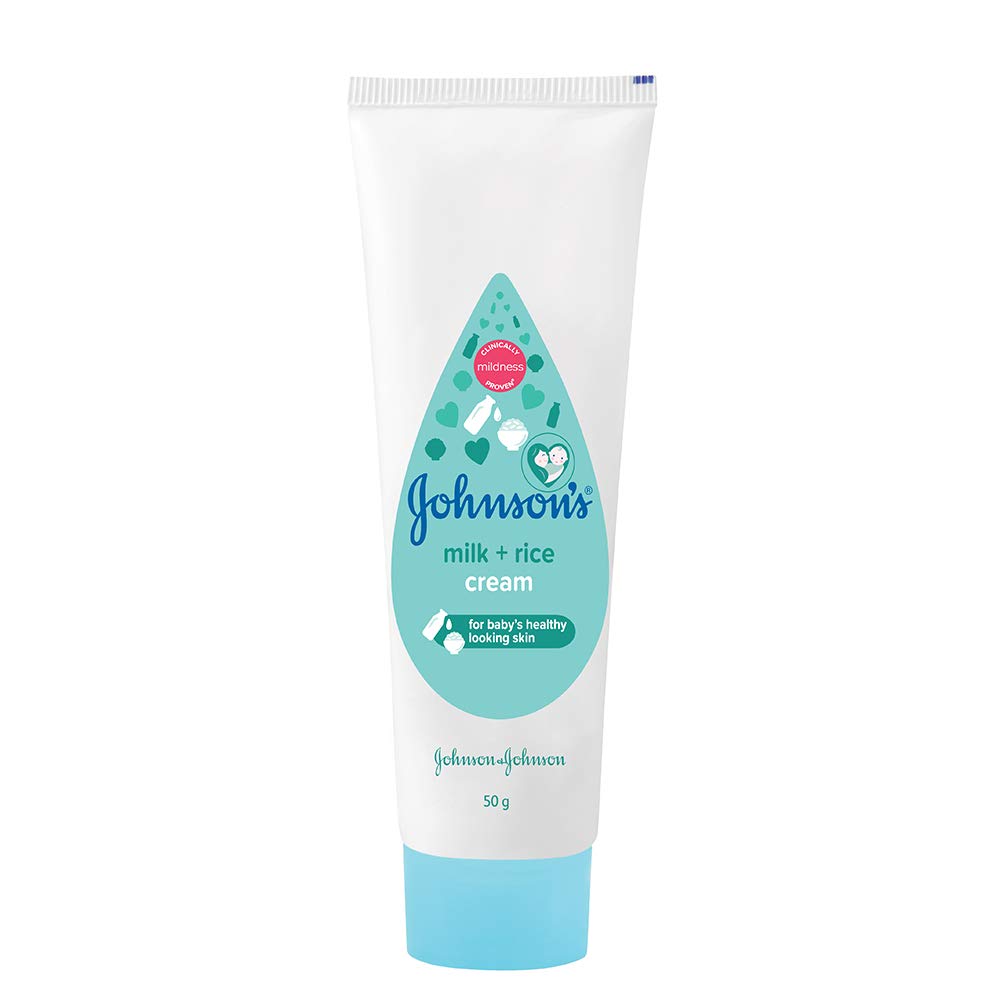 CLINICALLY
mildness
PROVEN®
Johnson's®
milk + rice
cream
for baby's healthy
looking skin
Johnson & Johnson
50 g